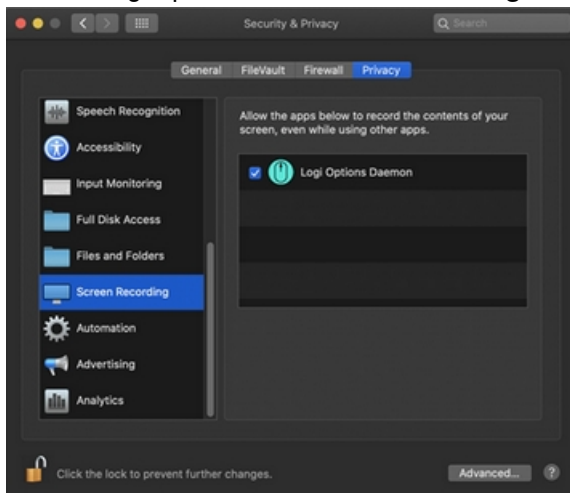 Security & Privacy
Search
General FileVault Firewall Privacy
Speech Recognition
Accessibility
Input Monitoring
Full Disk Access
Files and Folders
Screen Recording
Automation
Advertising
Analytics
Allow the apps below to record the contents of your
screen, even while using other apps.
Logi Options Daemon
Click the lock to prevent further changes.
Advanced...
?